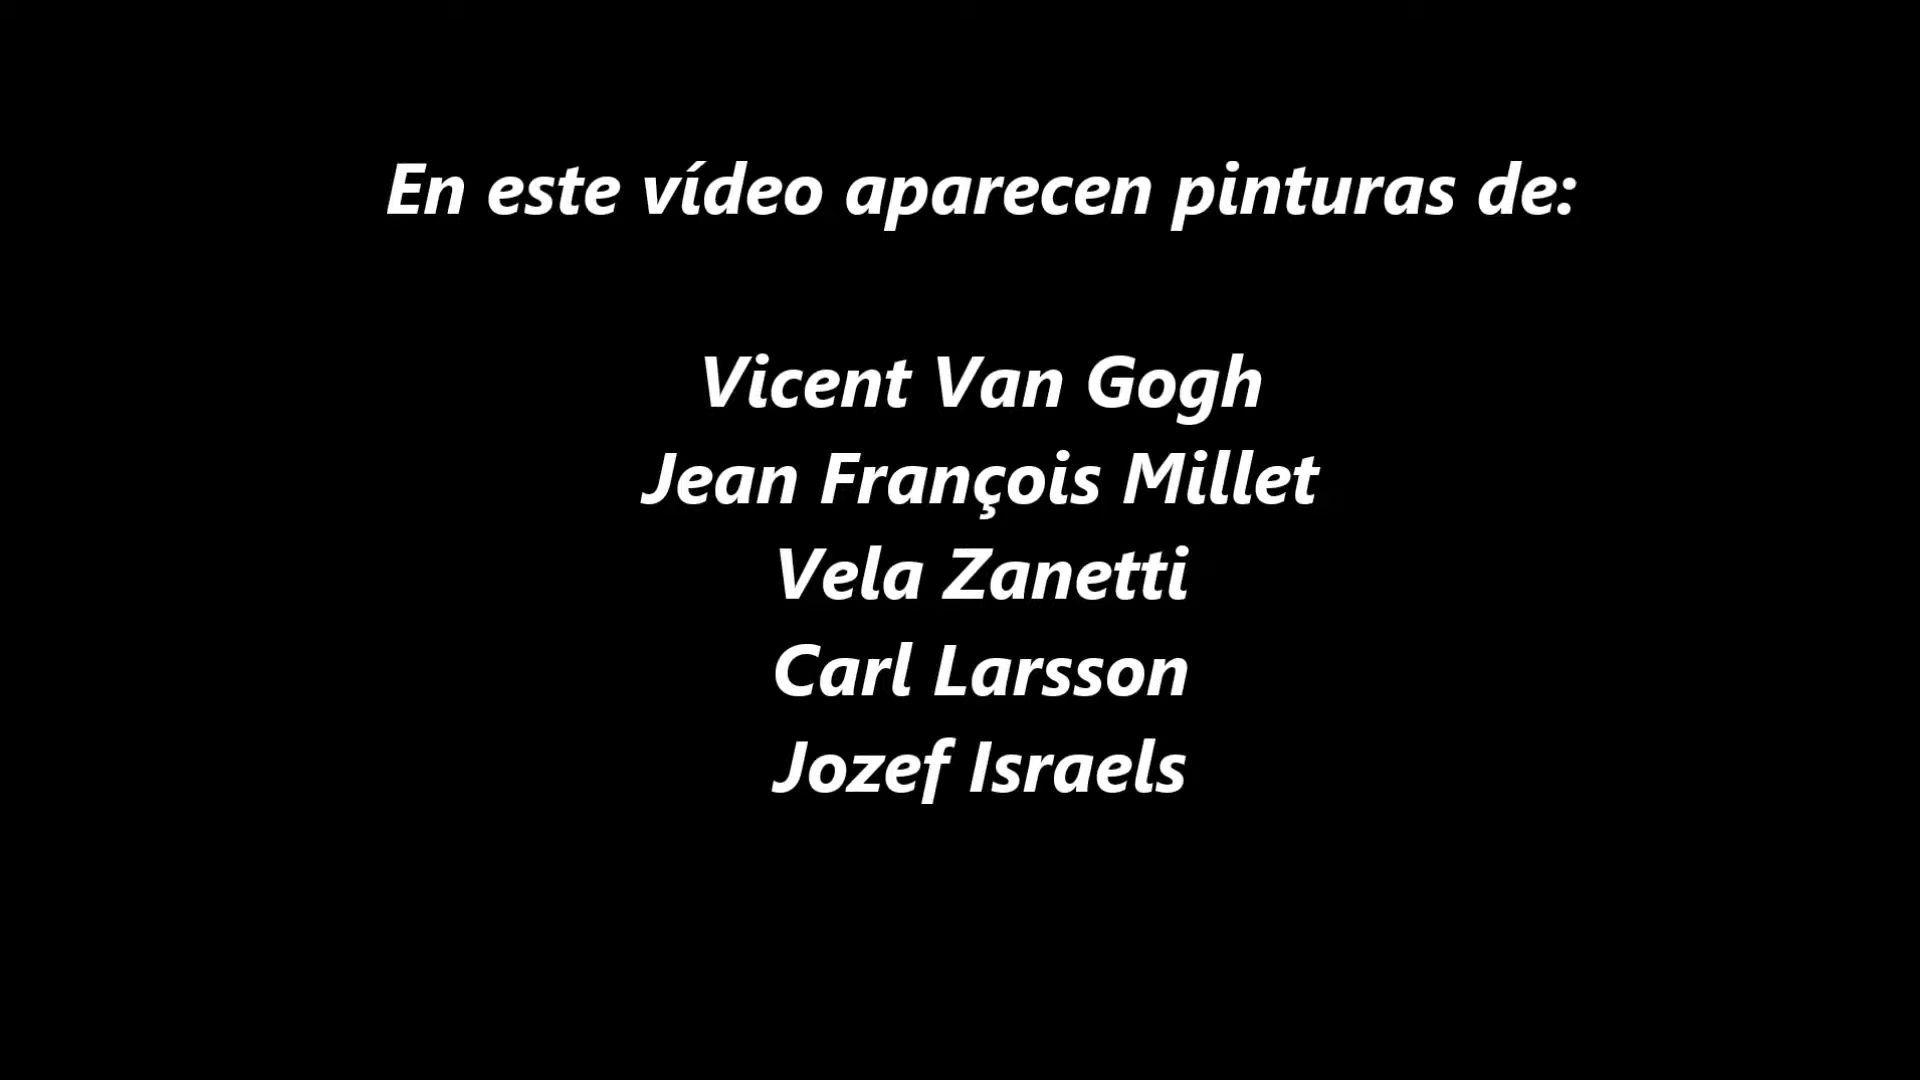 En este vídeo aparecen pinturas de:
Vicent Van Gogh
Jean François Millet
Vela Zanetti
Carl Larsson
Jozef Israels